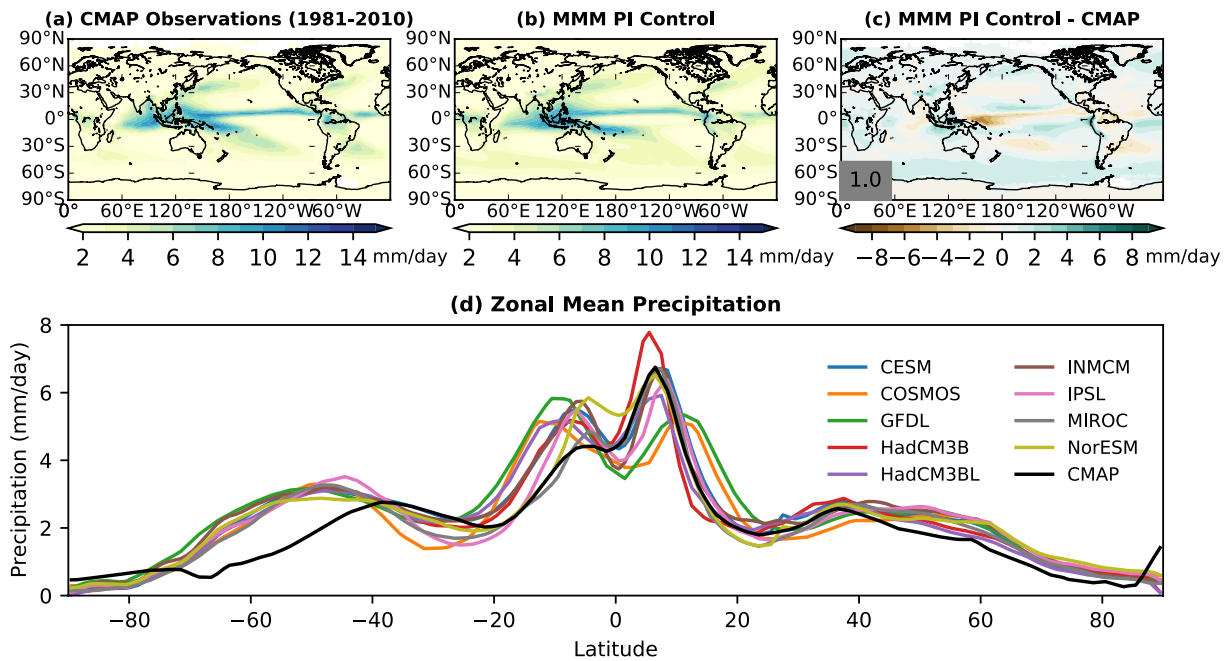 (a) CMAP Observations (1981-2010) (b) MMM PI Control (c) MMM PI Control - CMAP
90°N 90°N 90°N
60°N 60°N 60°N
30°N 30°N 30°N
0° 0° 0°
30°S 30°S 30°S
60°S 60°S 60°S
1.0
90°S 90°S 90°S
0° 60°E 120°E 180° 120°W 60°W 0° 60°E 120°E 180° 120°W 60°W 0° 60°E 120°E 180° 120°W 60°W
2 4 6 8 10 12 14 mm/day 2 4 6 8 10 12 14 mm/day −8 −6 −4 −2 0 2 4 6 8 mm/day
(d) Zonal Mean Precipitation
8
6
4
2
0
Precipitation (mm/day)
CESM INMCM
COSMOS IPSL
GFDL MIROC
HadCM3B NorESM
HadCM3BL CMAP
−80 −60 −40 −20 0 20 40 60 80
Latitude